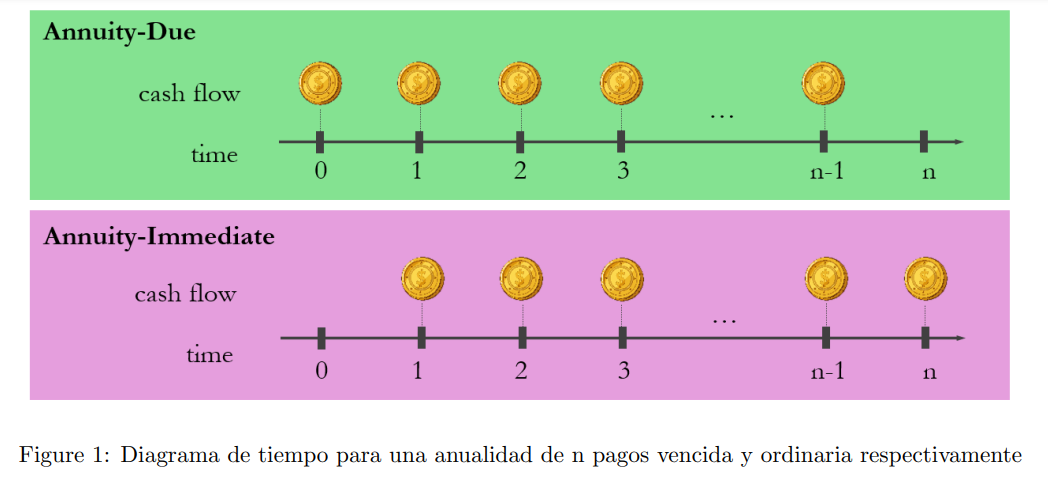 Annuity-Due
cash flow
...
time
0 1 2 3 n-1 n
Annuity-Immediate
cash flow
...
time
0 1 2 3 n-1 n
Figure 1: Diagrama de tiempo para una anualidad de n pagos vencida y ordinaria respectivamente